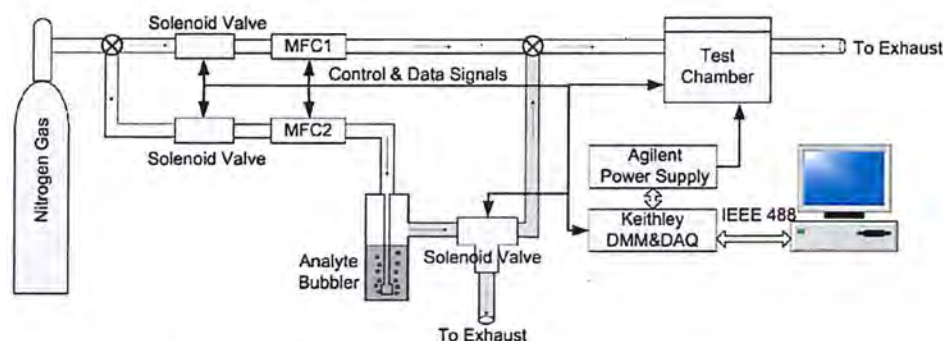 Solenoid Valve
MFC1
To Exhaust
Test
Chamber
Control & Data Signals
MFC2
Solenoid Valve
Nitrogen Gas
Agilent
Power Supply
Keithley
DMM&DAQ
IEEE 488
Analyte
Bubbler
Solenoid Valve
To Exhaust